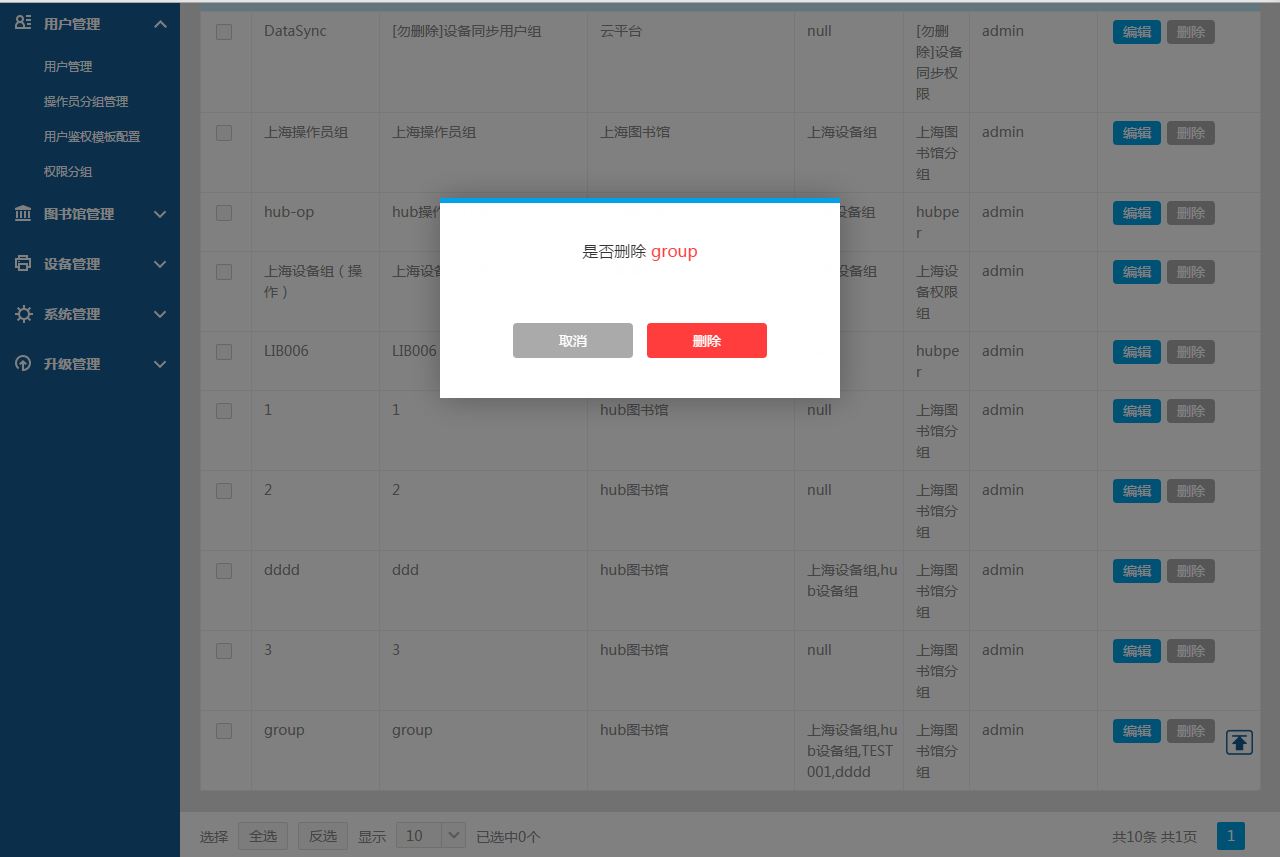 用户管理
用户管理
操作员分组管理
用户鉴权模板配置
权限分组
图书馆管理
设备管理
系统管理
升级管理
DataSync [勿删除]设备同步用户组 云平台 null [勿 admin 编辑 删除
删除]设备
同步权
限
上海操作员组 上海操作员组 上海图书馆 上海设备组 上海图 admin 编辑 删除
书馆分
组
hub-op hub操 设备组 hubpe admin 编辑 删除
r
上海设备组（操 上海设 设备组 上海设 admin 编辑 删除
作） 备权限
组
LIB006 LIB006 hubpe admin 编辑 删除
r
1 1 hub图书馆 null 上海图 admin 编辑 删除
书馆分
组
2 2 hub图书馆 null 上海图 admin 编辑 删除
书馆分
组
dddd ddd hub图书馆 上海设备组,hu 上海图 admin 编辑 删除
b设备组 书馆分
组
3 3 hub图书馆 null 上海图 admin 编辑 删除
书馆分
组
group group hub图书馆 上海设备组,hu 上海图 admin 编辑 删除
b设备组,TEST 书馆分
001,dddd 组
是否删除 group
取消 删除
选择 全选 反选 显示 10 已选中0个 共10条 共1页 1